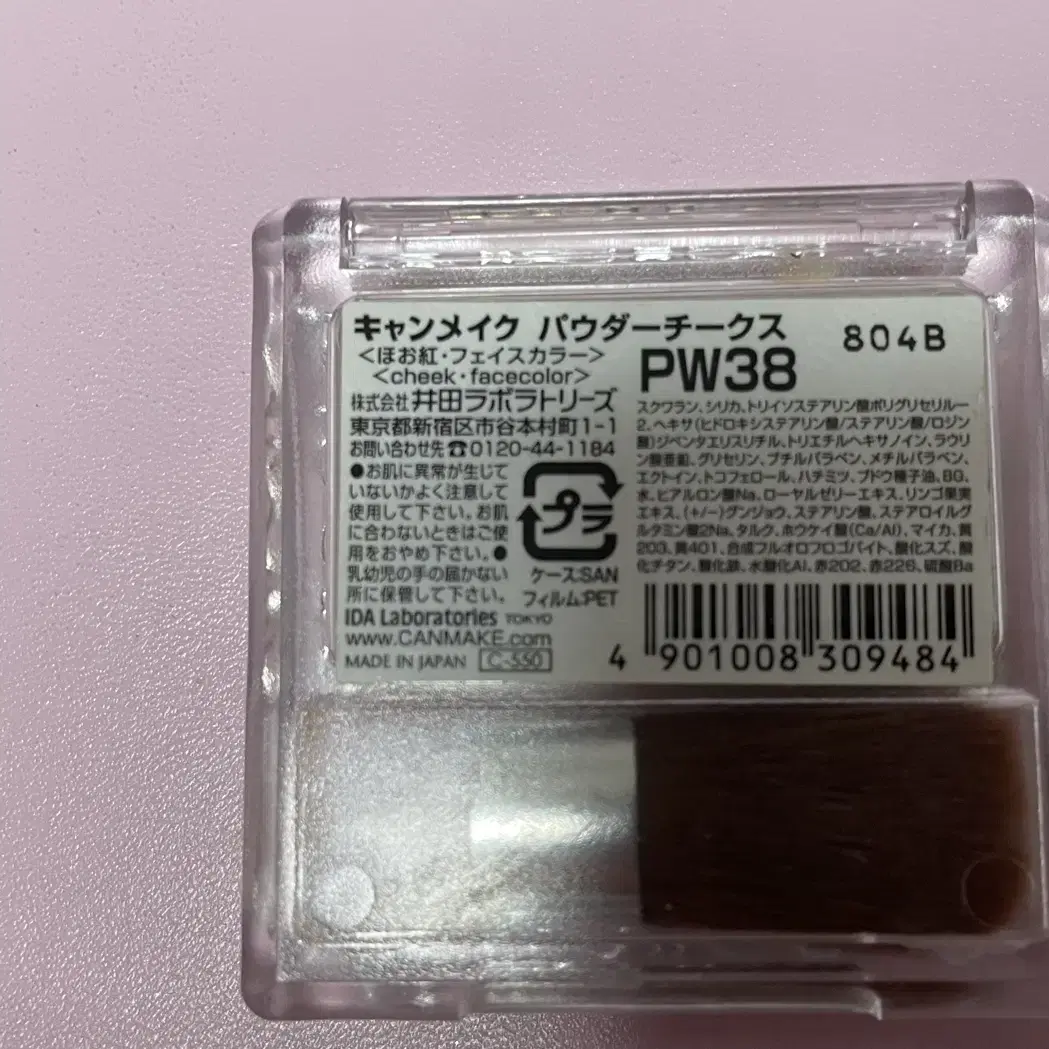 キャンメイク パウダーチークス
<ほお紅・フェイスカラー>
<cheek・facecolor>
PW38
804B
株式会社 井田ラボラトリーズ
東京都新宿区市谷本村町1-1
お問い合わせ先☎0120-44-1184
●お肌に異常が生じて
いないかよく注意して
使用して下さい。お肌
に合わないときはご使
用をおやめ下さい。●
乳幼児の手の届かない
所に保管して下さい。
プラ
ケース:SAN
フィルム:PET
IDA Laboratories TOKYO
www.CANMAKE.com
MADE IN JAPAN C-550
スクワラン、シリカ、トリイソステアリン酸ポリグリセリル-
2、ヘキサ(ヒドロキシステアリン酸/ステアリン酸/ロジン
酸)ジペンタエリスリチル、トリエチルヘキサノイン、ラウリ
ン酸亜鉛、グリセリン、ブチルパラベン、メチルパラベン、
エクトイン、トコフェロール、ハチミツ、ブドウ種子油、BG、
水、ヒアルロン酸Na、ローヤルゼリーエキス、リンゴ果実
エキス、(+/-)グンジョウ、ステアリン酸、ステアロイルグ
ルタミン酸2Na、タルク、ホウケイ酸(Ca/Al)、マイカ、黄
203、黄401、合成フルオロフロゴパイト、酸化スズ、酸
化チタン、酸化鉄、水酸化Al、赤202、赤226、硫酸Ba
4 901008 309484